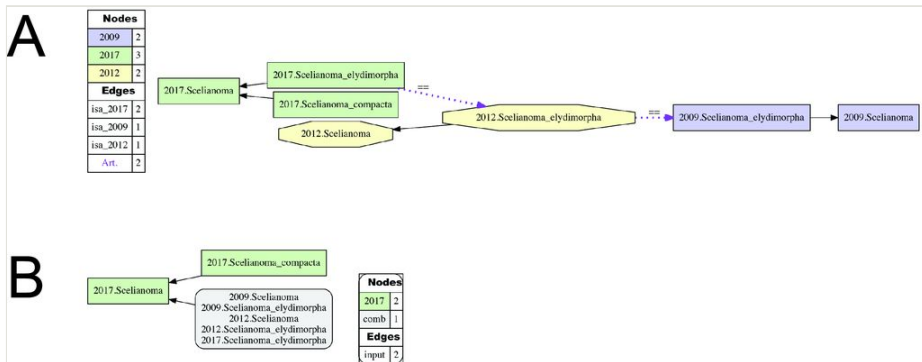 A
Nodes
2009 2
2017 3
2012 2
Edges
isa_2017 2
isa_2009 1
isa_2012 1
Art. 2
2017.Scelianoma
2017.Scelianoma_elydimorpha
2017.Scelianoma_compacta
2012.Scelianoma
==
2012.Scelianoma_elydimorpha
==
2009.Scelianoma_elydimorpha
2009.Scelianoma
B
2017.Scelianoma
2017.Scelianoma_compacta
2009.Scelianoma
2009.Scelianoma_elydimorpha
2012.Scelianoma
2012.Scelianoma_elydimorpha
2017.Scelianoma_elydimorpha
Nodes
2017 2
comb 1
Edges
input 2